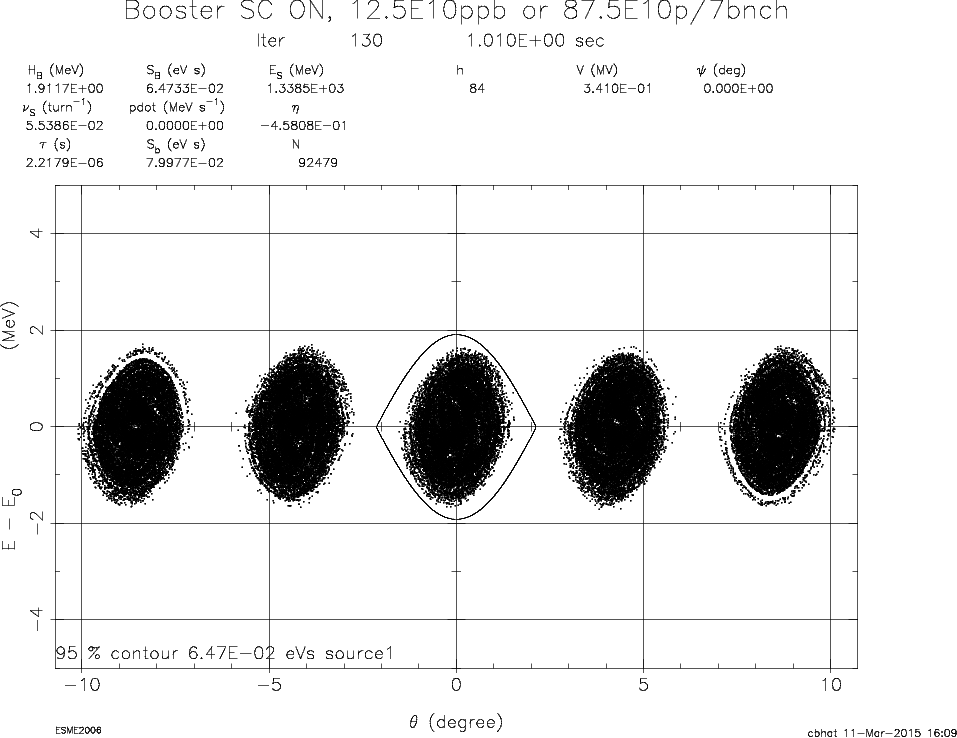 Booster SC ON, 12.5E10ppb or 87.5E10p/7bnch
Iter 130 1.010E+00 sec
H_B (MeV) S_B (eV s) E_S (MeV) h V (MV) ψ (deg)
1.9117E+00 6.4733E-02 1.3385E+03 84 3.410E-01 0.000E+00
ν_S (turn⁻¹) pdot (MeV s⁻¹) η
5.5386E-02 0.0000E+00 -4.5808E-01
τ (s) S_b (eV s) N
2.2179E-06 7.9977E-02 92479
4
2
0
-2
-4
E - E_0 (MeV)
95 % contour 6.47E-02 eVs source1
-10 -5 0 5 10
θ (degree)
ESME2006
cbhat 11-Mar-2015 16:09